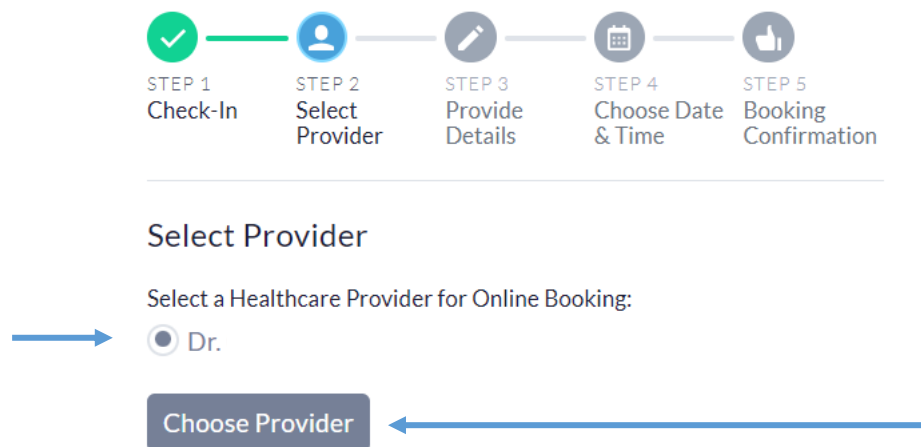 STEP 1 STEP 2 STEP 3 STEP 4 STEP 5
Check-In Select Provide Choose Date Booking
Provider Details & Time Confirmation
Select Provider
Select a Healthcare Provider for Online Booking:
Dr.
Choose Provider